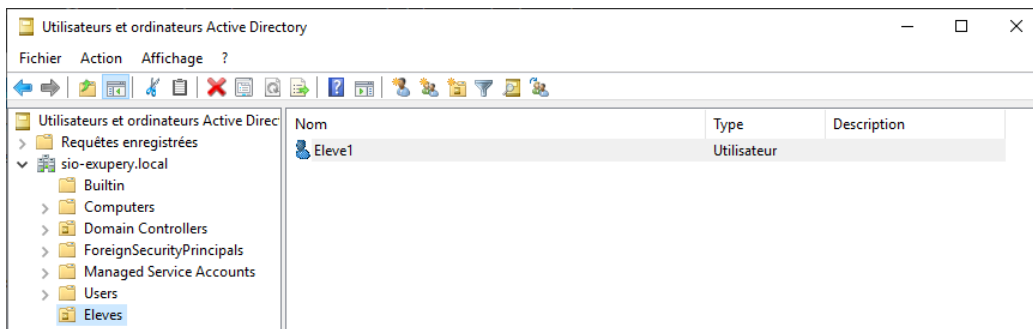 Utilisateurs et ordinateurs Active Directory
Fichier Action Affichage ?
Utilisateurs et ordinateurs Active Direc
Requêtes enregistrées
sio-exupery.local
Builtin
Computers
Domain Controllers
ForeignSecurityPrincipals
Managed Service Accounts
Users
Eleves
Nom Type Description
Eleve1 Utilisateur